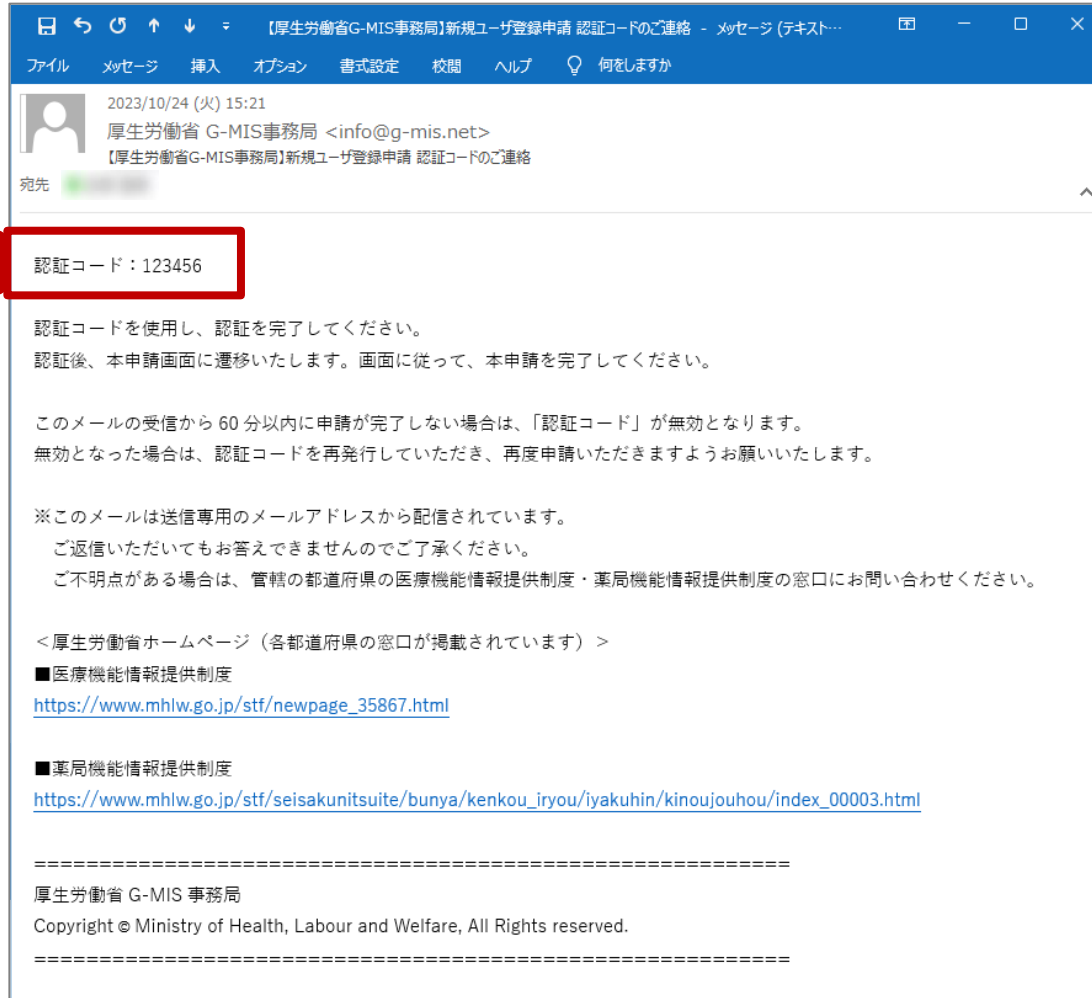 【厚生労働省G-MIS事務局】新規ユーザ登録申請 認証コードのご連絡 - メッセージ (テキスト…
ファイル メッセージ 挿入 オプション 書式設定 校閲 ヘルプ 何をしますか
2023/10/24 (火) 15:21
厚生労働省 G-MIS事務局 <info@g-mis.net>
【厚生労働省G-MIS事務局】新規ユーザ登録申請 認証コードのご連絡
宛先
認証コード：123456
認証コードを使用し、認証を完了してください。
認証後、本申請画面に遷移いたします。画面に従って、本申請を完了してください。
このメールの受信から 60 分以内に申請が完了しない場合は、「認証コード」が無効となります。
無効となった場合は、認証コードを再発行していただき、再度申請いただきますようお願いいたします。
※このメールは送信専用のメールアドレスから配信されています。
ご返信いただいてもお答えできませんのでご了承ください。
ご不明点がある場合は、管轄の都道府県の医療機能情報提供制度・薬局機能情報提供制度の窓口にお問い合わせください。
＜厚生労働省ホームページ（各都道府県の窓口が掲載されています）＞
■医療機能情報提供制度
https://www.mhlw.go.jp/stf/newpage_35867.html
■薬局機能情報提供制度
https://www.mhlw.go.jp/stf/seisakunitsuite/bunya/kenkou_iryou/iyakuhin/kinoujouhou/index_00003.html
==========================================================
厚生労働省 G-MIS 事務局
Copyright © Ministry of Health, Labour and Welfare, All Rights reserved.
==========================================================